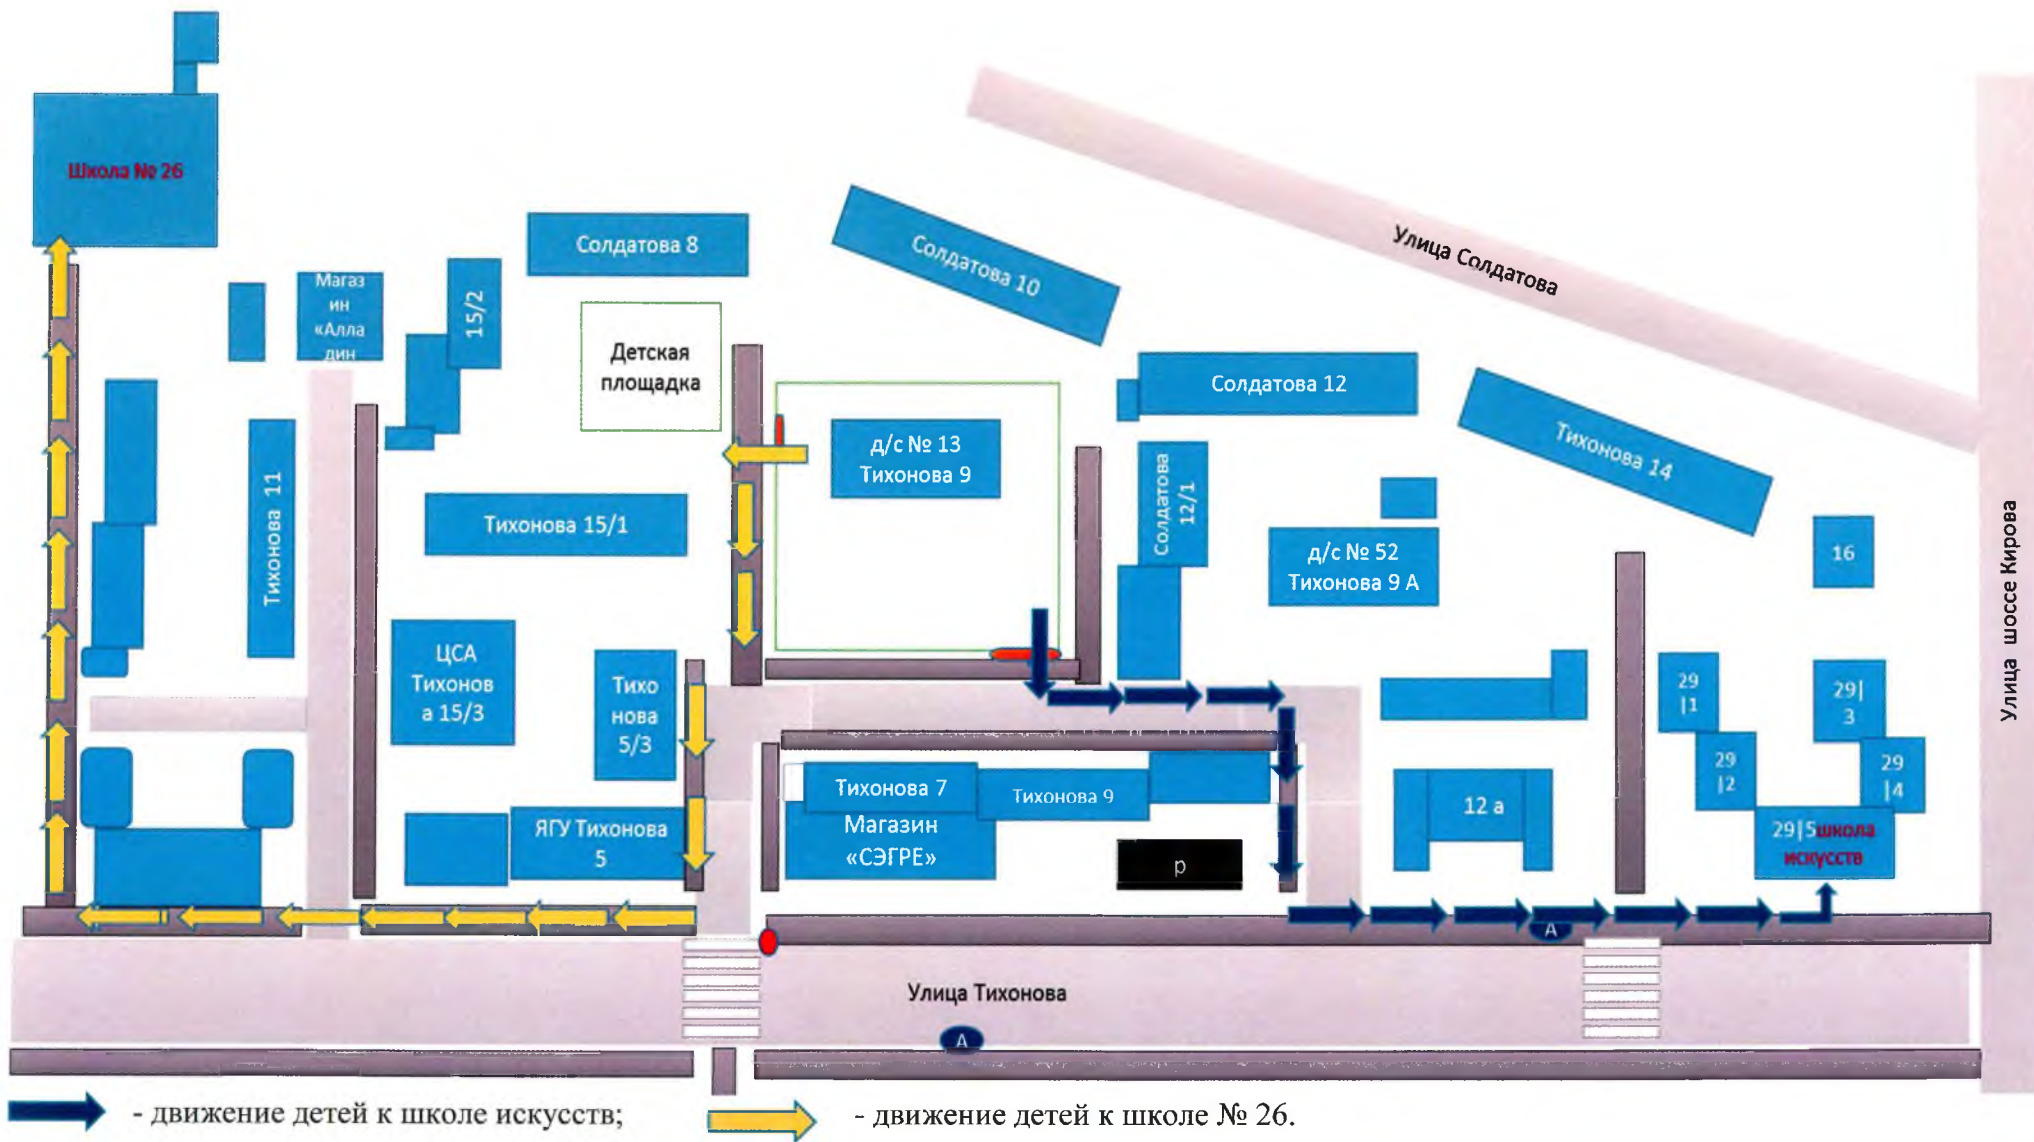 Школа № 26
Солдатова 8
Солдатова 10
Улица Солдатова
Магаз
ин
«Алла
дин
15/2
Детская
площадка
Солдатова 12
д/с № 13
Тихонова 9
Тихонова 14
Солдатова
12/1
Тихонова 11
Тихонова 15/1
д/с № 52
Тихонова 9 А
16
Улица шоссе Кирова
ЦСА
Тихонов
а 15/3
Тихо
нова
5/3
29
|1
29|
3
29
|2
29
|4
Тихонова 7
Тихонова 9
12 а
ЯГУ Тихонова
5
Магазин
«СЭГРЕ»
р
29|5школа
искусств
А
Улица Тихонова
А
- движение детей к школе искусств;
- движение детей к школе № 26.